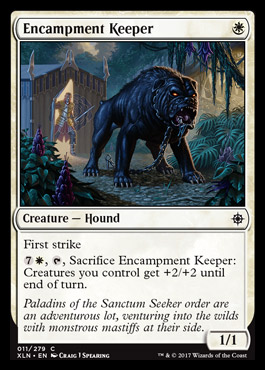 Encampment Keeper
Creature — Hound
First strike
7, Sacrifice Encampment Keeper:
Creatures you control get +2/+2 until
end of turn.
Paladins of the Sanctum Seeker order are
an adventurous lot, venturing into the wilds
with monstrous mastiffs at their side.
1/1
011/279 C
XLN • EN Craig J Spearing
™ & © 2017 Wizards of the Coast